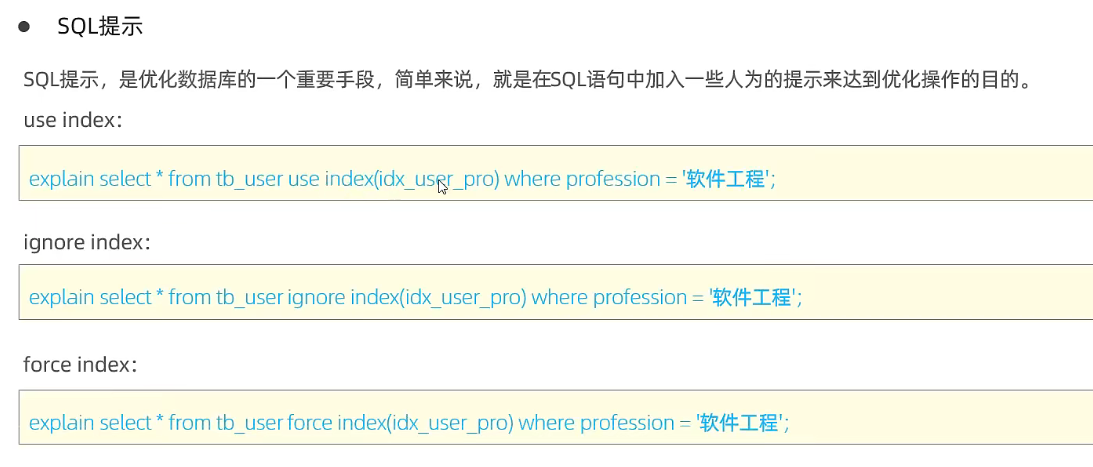 SQL提示
SQL提示，是优化数据库的一个重要手段，简单来说，就是在SQL语句中加入一些人为的提示来达到优化操作的目的。
use index：
explain select * from tb_user use index(idx_user_pro) where profession = '软件工程';
ignore index：
explain select * from tb_user ignore index(idx_user_pro) where profession = '软件工程';
force index：
explain select * from tb_user force index(idx_user_pro) where profession = '软件工程';